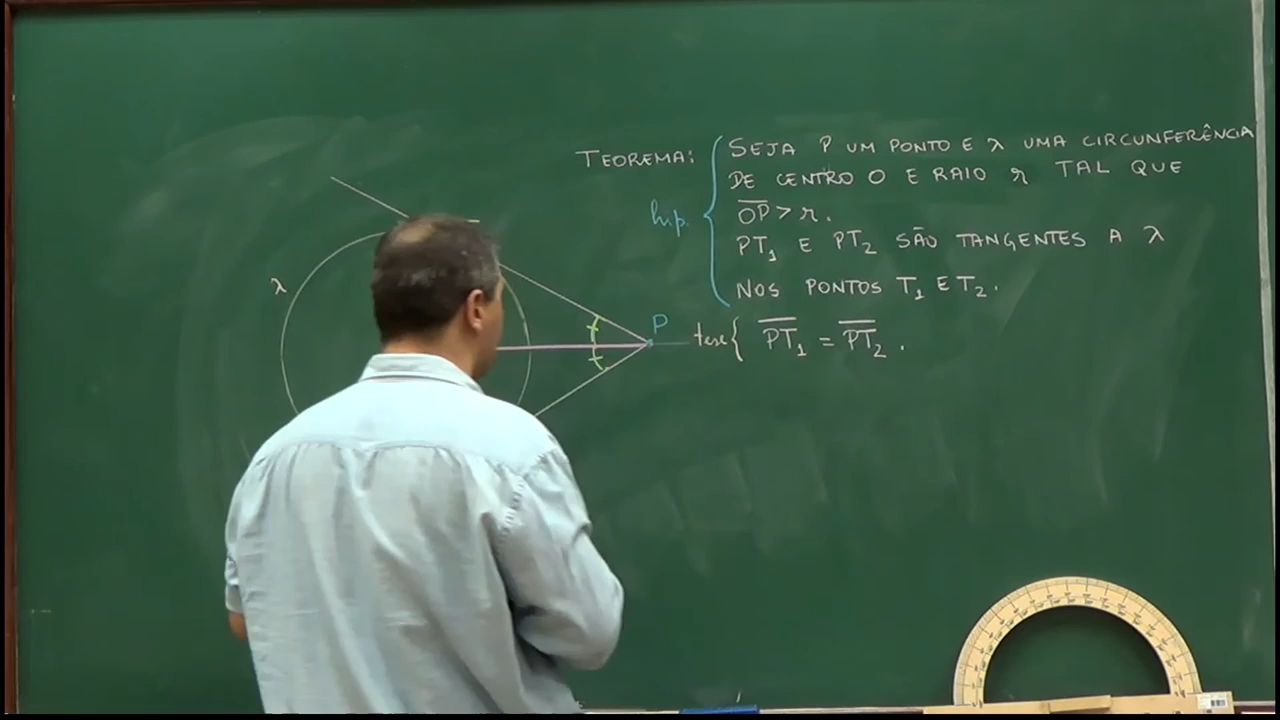 TEOREMA: SEJA P UM PONTO E λ UMA CIRCUNFERÊNCIA
DE CENTRO O E RAIO r TAL QUE
hip. OP > r.
PT1 E PT2 SÃO TANGENTES A λ
NOS PONTOS T1 E T2.
tese { PT1 = PT2.
λ
P